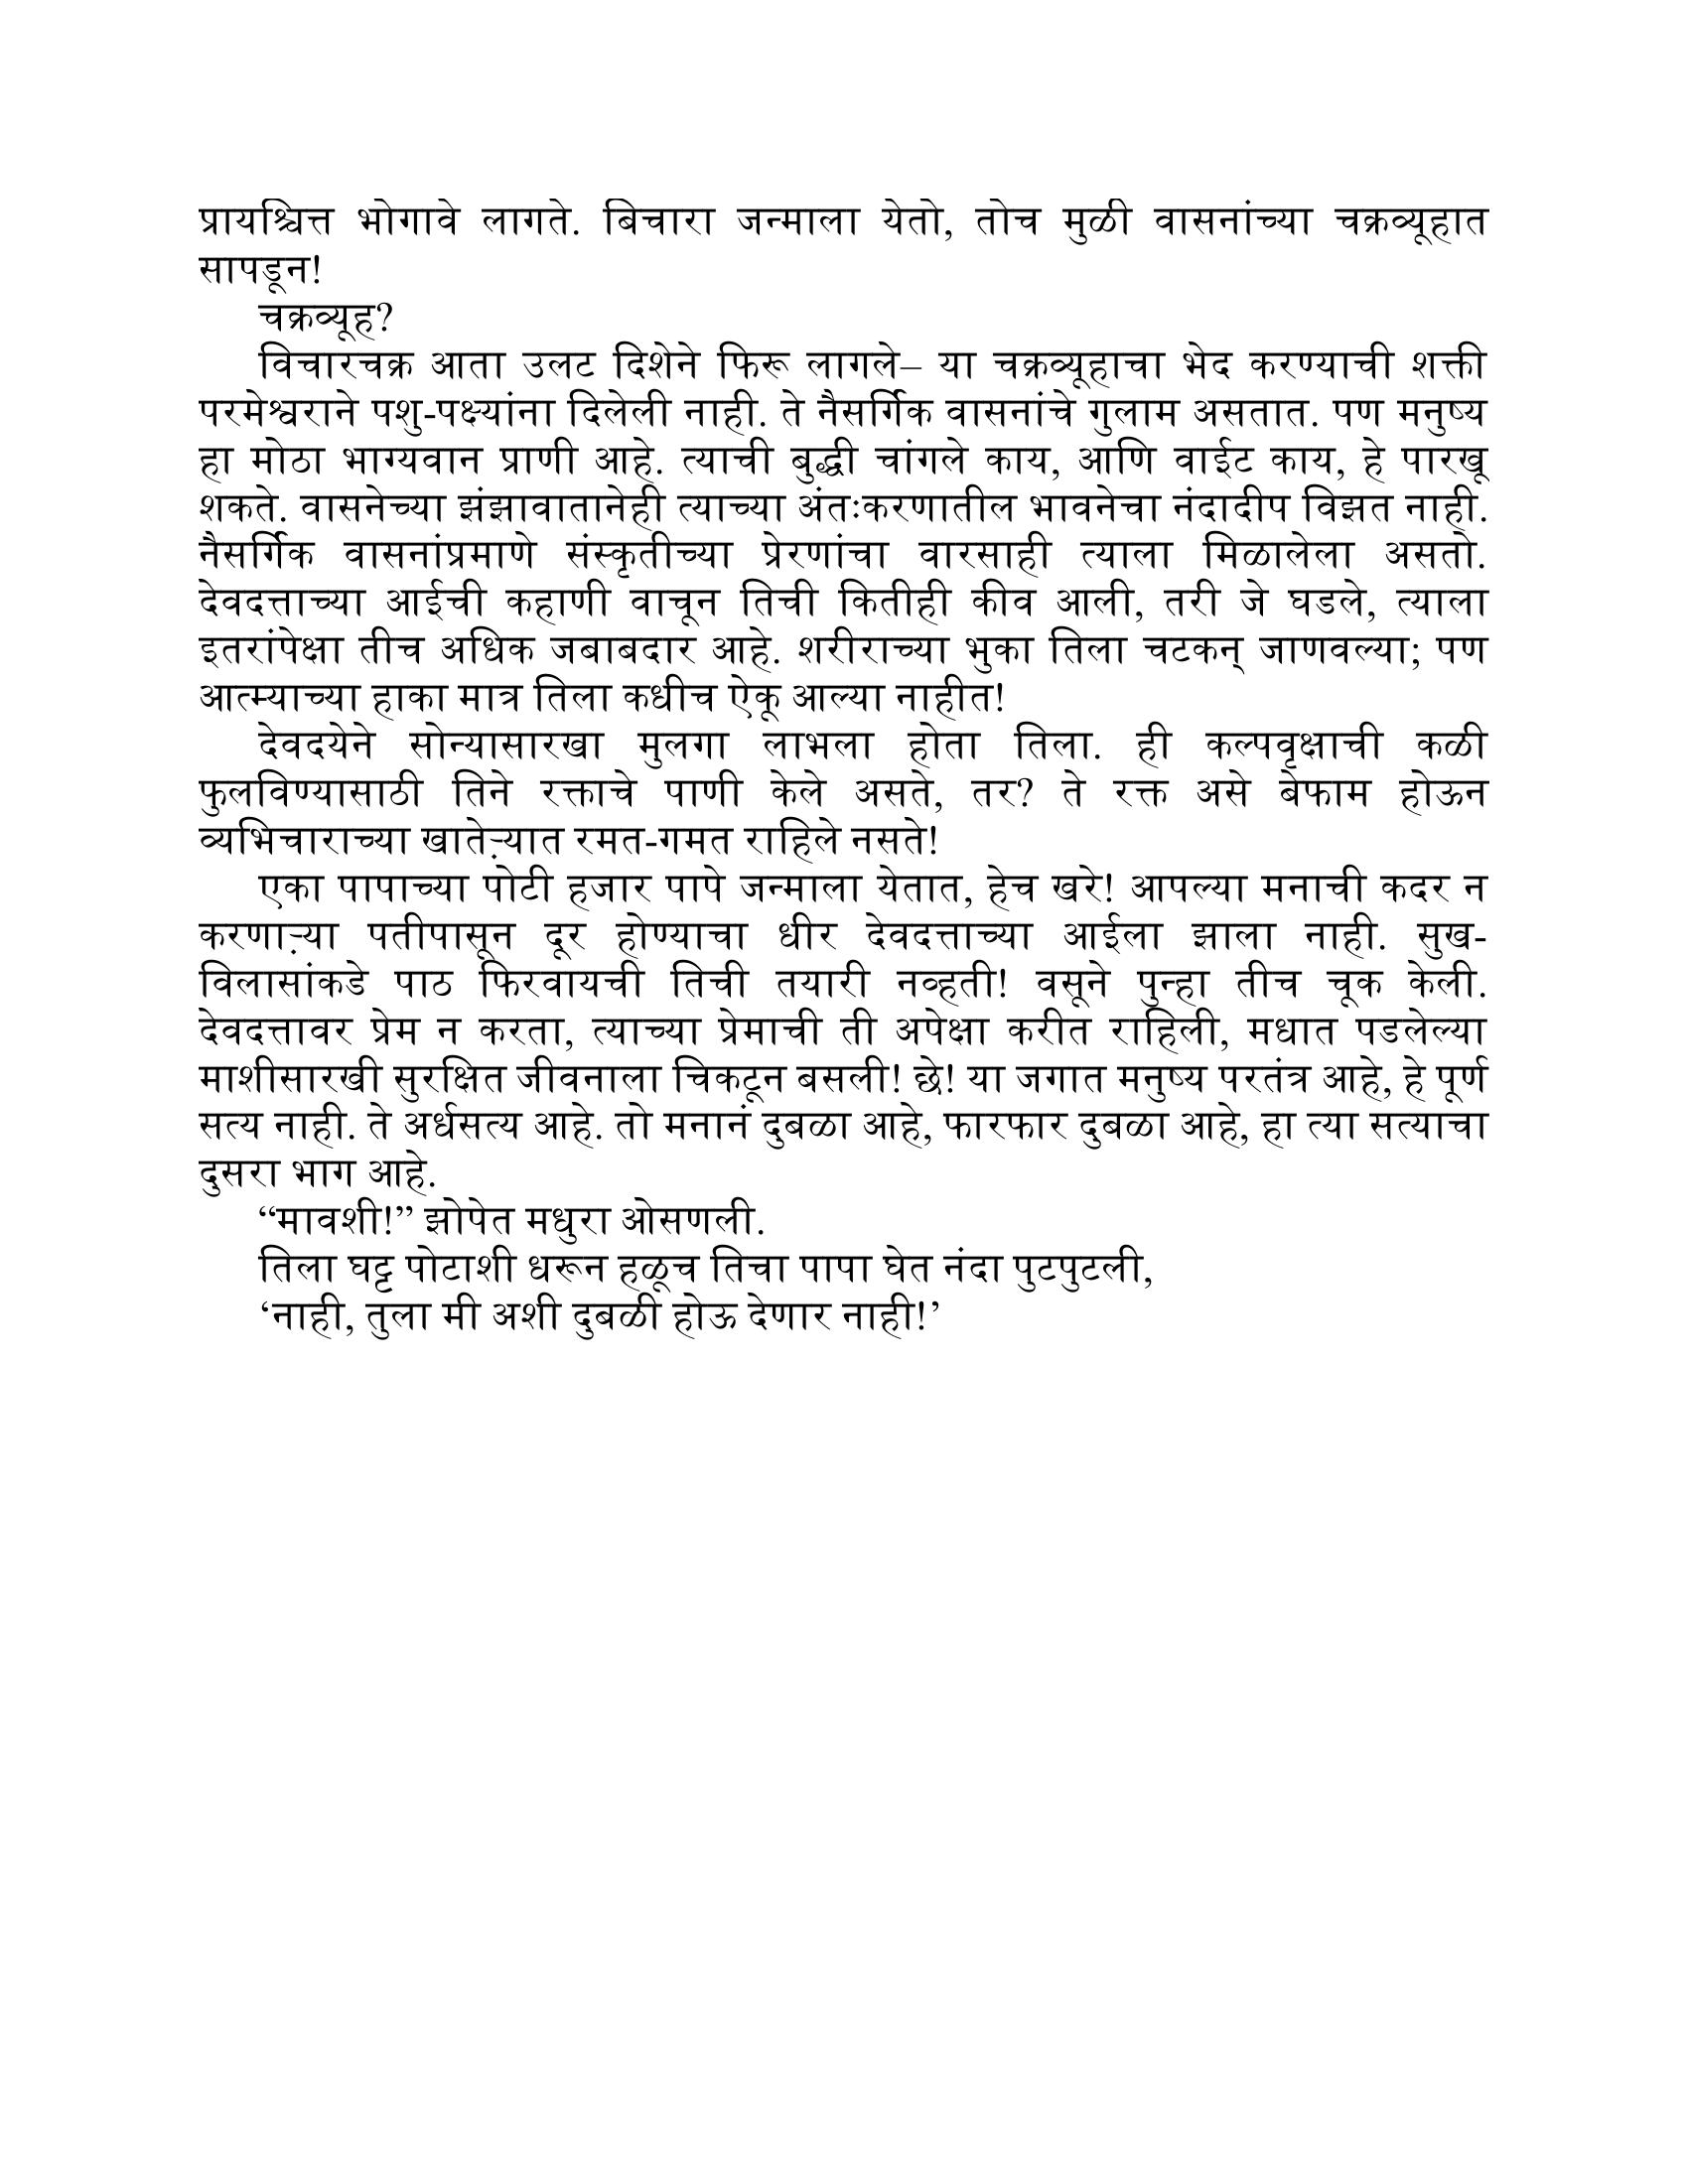 प्रायश्चित्त भोगावे लागते. बिचारा जन्माला येतो, तोच मुळी वासनांच्या चक्रव्यूहात
सापडून!
चक्रव्यूह?
विचारचक्र आता उलट दिशेने फिरू लागले– या चक्रव्यूहाचा भेद करण्याची शक्ती
परमेश्वराने पशु-पक्ष्यांना दिलेली नाही. ते नैसर्गिक वासनांचे गुलाम असतात. पण मनुष्य
हा मोठा भाग्यवान प्राणी आहे. त्याची बुद्धी चांगले काय, आणि वाईट काय, हे पारखू
शकते. वासनेच्या झंझावातानेही त्याच्या अंतःकरणातील भावनेचा नंदादीप विझत नाही.
नैसर्गिक वासनांप्रमाणे संस्कृतीच्या प्रेरणांचा वारसाही त्याला मिळालेला असतो.
देवदत्ताच्या आईची कहाणी वाचून तिची कितीही कीव आली, तरी जे घडले, त्याला
इतरांपेक्षा तीच अधिक जबाबदार आहे. शरीराच्या भुका तिला चटकन् जाणवल्या; पण
आत्म्याच्या हाका मात्र तिला कधीच ऐकू आल्या नाहीत!
देवदयेने सोन्यासारखा मुलगा लाभला होता तिला. ही कल्पवृक्षाची कळी
फुलविण्यासाठी तिने रक्ताचे पाणी केले असते, तर? ते रक्त असे बेफाम होऊन
व्यभिचाराच्या खातेऱ्यात रमत-गमत राहिले नसते!
एका पापाच्या पोटी हजार पापे जन्माला येतात, हेच खरे! आपल्या मनाची कदर न
करणाऱ्या पतीपासून दूर होण्याचा धीर देवदत्ताच्या आईला झाला नाही. सुख-
विलासांकडे पाठ फिरवायची तिची तयारी नव्हती! वसूने पुन्हा तीच चूक केली.
देवदत्तावर प्रेम न करता, त्याच्या प्रेमाची ती अपेक्षा करीत राहिली, मधात पडलेल्या
माशीसारखी सुरक्षित जीवनाला चिकटून बसली! छे! या जगात मनुष्य परतंत्र आहे, हे पूर्ण
सत्य नाही. ते अर्धसत्य आहे. तो मनानं दुबळा आहे, फारफार दुबळा आहे, हा त्या सत्याचा
दुसरा भाग आहे.
“मावशी!” झोपेत मधुरा ओसणली.
तिला घट्ट पोटाशी धरून हळूच तिचा पापा घेत नंदा पुटपुटली,
‘नाही, तुला मी अशी दुबळी होऊ देणार नाही!’